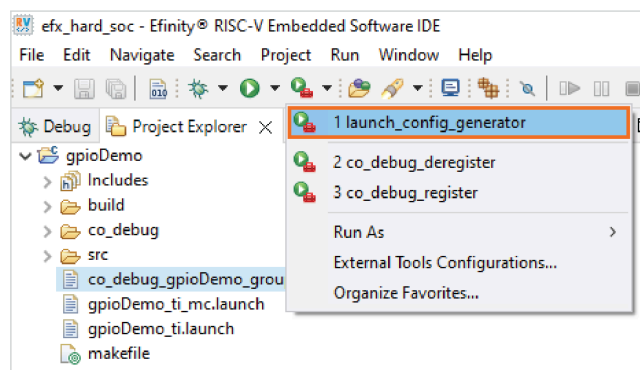 efx_hard_soc - Efinity® RISC-V Embedded Software IDE
File Edit Navigate Search Project Run Window Help
Debug Project Explorer
1 launch_config_generator
gpioDemo
2 co_debug_deregister
Includes
3 co_debug_register
build
co_debug
Run As
src
External Tools Configurations...
co_debug_gpioDemo_grou
Organize Favorites...
gpioDemo_ti_mc.launch
gpioDemo_ti.launch
makefile